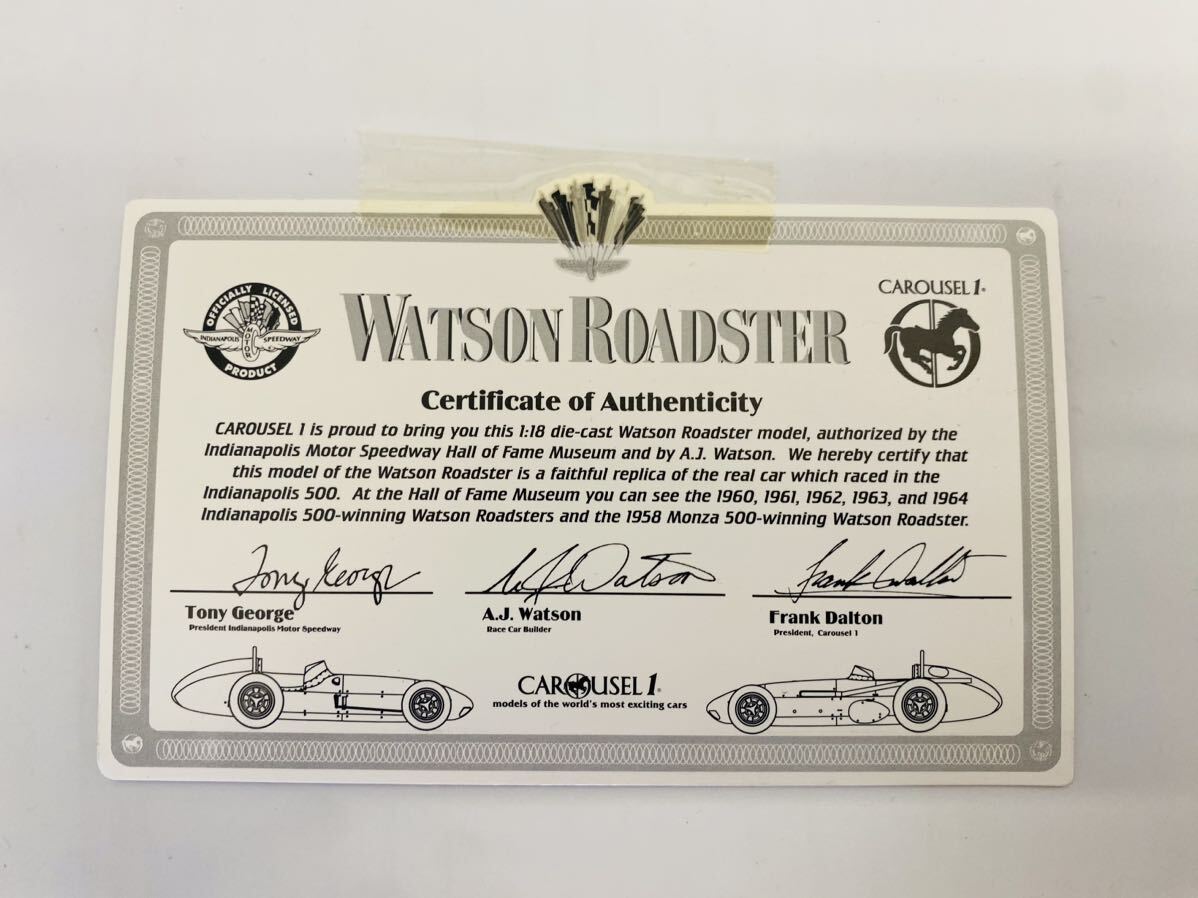 OFFICIALLY LICENSED
INDIANAPOLIS MOTOR SPEEDWAY
PRODUCT
WATSON ROADSTER
CAROUSEL 1®
Certificate of Authenticity
CAROUSEL 1 is proud to bring you this 1:18 die-cast Watson Roadster model, authorized by the
Indianapolis Motor Speedway Hall of Fame Museum and by A.J. Watson. We hereby certify that
this model of the Watson Roadster is a faithful replica of the real car which raced in the
Indianapolis 500. At the Hall of Fame Museum you can see the 1960, 1961, 1962, 1963, and 1964
Indianapolis 500-winning Watson Roadsters and the 1958 Monza 500-winning Watson Roadster.
Tony George
A J Watson
Frank Dalton
Tony George
President Indianapolis Motor Speedway
A.J. Watson
Race Car Builder
Frank Dalton
President, Carousel 1
CAROUSEL 1®
models of the world's most exciting cars